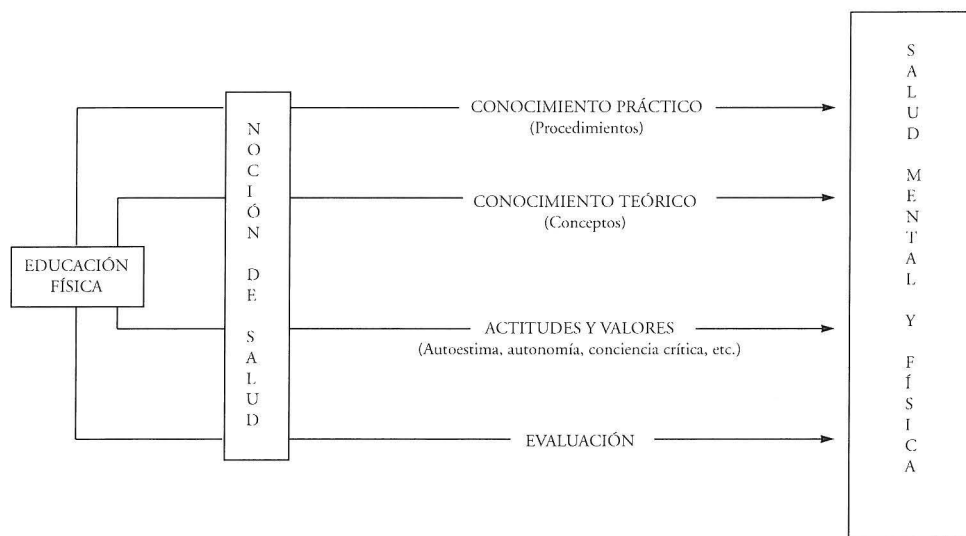 EDUCACIÓN
FÍSICA
NOCIÓN DE SALUD
CONOCIMIENTO PRÁCTICO
(Procedimientos)
CONOCIMIENTO TEÓRICO
(Conceptos)
ACTITUDES Y VALORES
(Autoestima, autonomía, conciencia crítica, etc.)
EVALUACIÓN
SALUD MENTAL Y FÍSICA